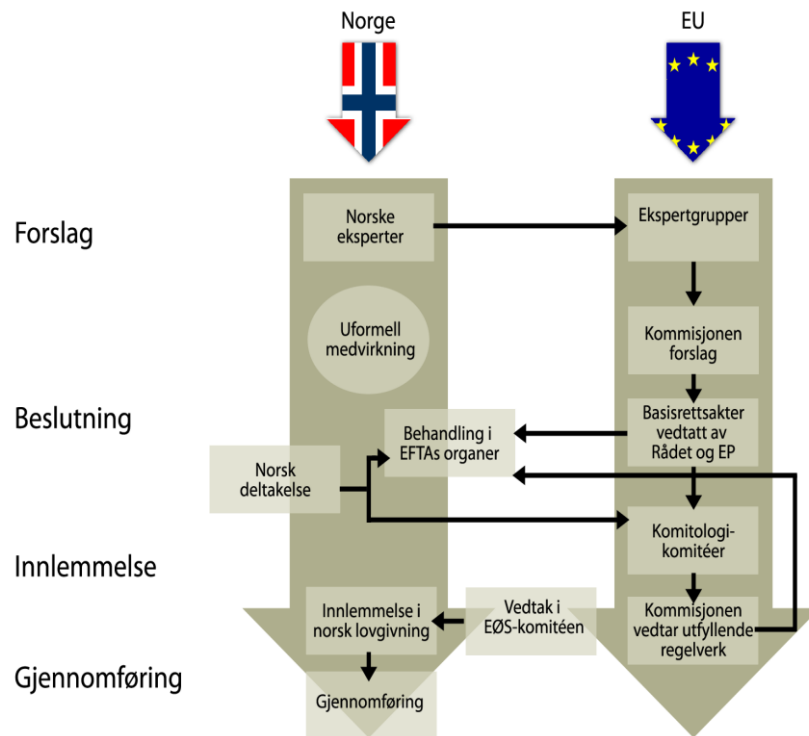 Norge
EU
Forslag
Norske
eksperter
Ekspertgrupper
Uformell
medvirkning
Kommisjonen
forslag
Beslutning
Behandling i
EFTAs organer
Basisrettsakter
vedtatt av
Rådet og EP
Norsk
deltakelse
Komitologi-
komitéer
Innlemmelse
Innlemmelse i
norsk lovgivning
Vedtak i
EØS-komitéen
Kommisjonen
vedtar utfyllende
regelverk
Gjennomføring
Gjennomføring